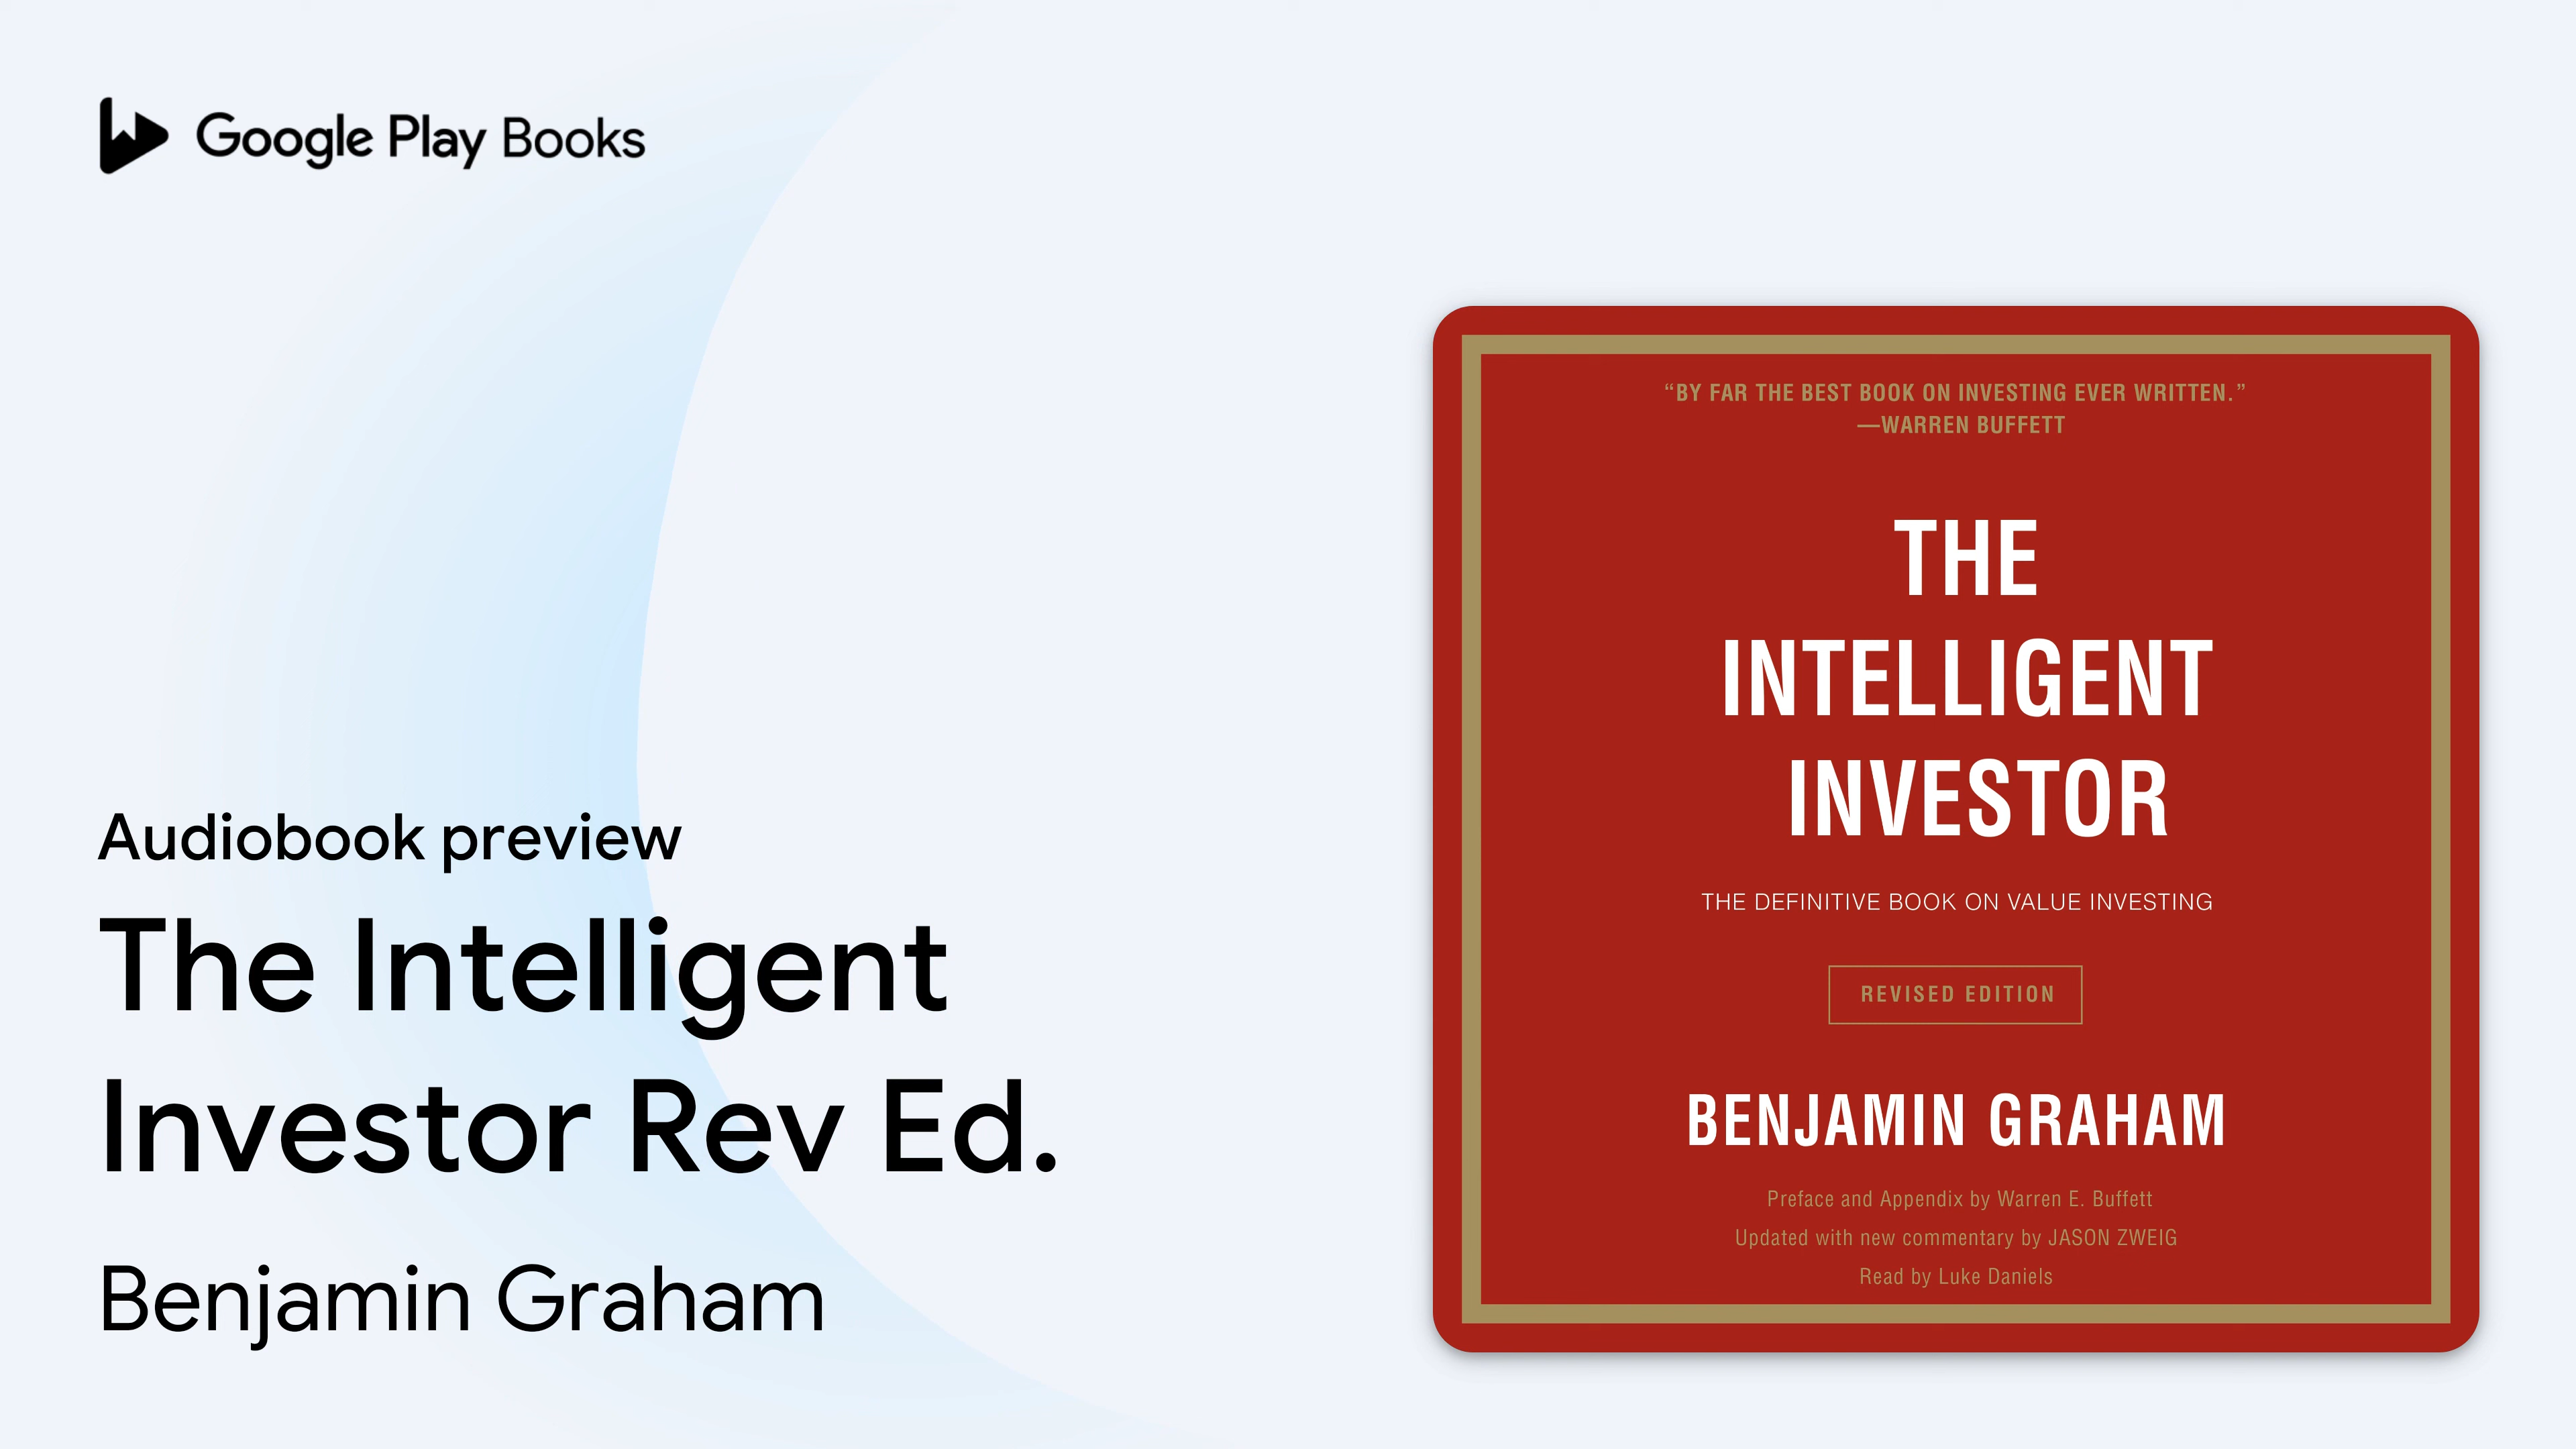 Google Play Books
Audiobook preview
The Intelligent
Investor Rev Ed.
Benjamin Graham
“BY FAR THE BEST BOOK ON INVESTING EVER WRITTEN.”
—WARREN BUFFETT
THE
INTELLIGENT
INVESTOR
THE DEFINITIVE BOOK ON VALUE INVESTING
REVISED EDITION
BENJAMIN GRAHAM
Preface and Appendix by Warren E. Buffett
Updated with new commentary by JASON ZWEIG
Read by Luke Daniels